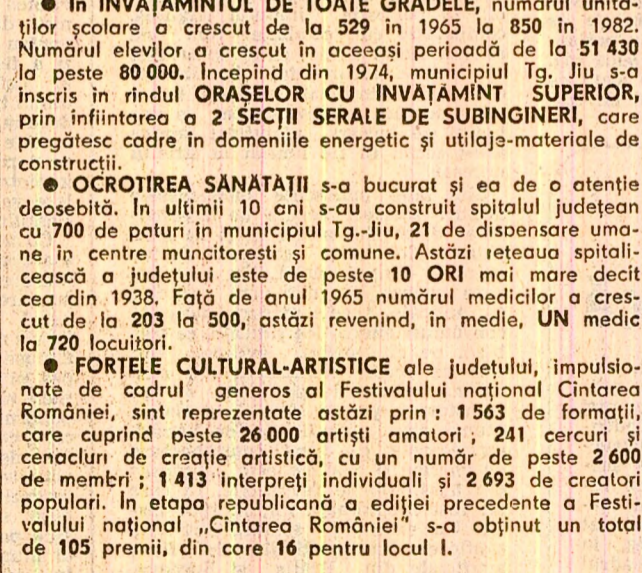 ● În ÎNVĂȚĂMÎNTUL DE TOATE GRADELE, numărul unită-
ților școlare a crescut de la 529 în 1965 la 850 în 1982.
Numărul elevilor a crescut în aceeași perioadă de la 51 430
la peste 80 000. Începînd din 1974, municipiul Tg. Jiu s-a
înscris în rîndul ORAȘELOR CU ÎNVĂȚĂMÎNT SUPERIOR,
prin înființarea a 2 SECȚII SERALE DE SUBINGINERI, care
pregătesc cadre în domeniile energetic și utilaje-materiale de
construcții.
● OCROTIREA SĂNĂTĂȚII s-a bucurat și ea de o atenție
deosebită. În ultimii 10 ani s-au construit spitalul județean
cu 700 de paturi în municipiul Tg.-Jiu, 21 de dispensare uma-
ne în centre muncitorești și comune. Astăzi rețeaua spitali-
cească a județului este de peste 10 ORI mai mare decît
cea din 1938. Față de anul 1965 numărul medicilor a cres-
cut de la 203 la 500, astăzi revenind, în medie, UN medic
la 720 locuitori.
● FORȚELE CULTURAL-ARTISTICE ale județului, impulsio-
nate de cadrul generos al Festivalului național Cîntarea
României, sînt reprezentate astăzi prin : 1 563 de formații,
care cuprind peste 26 000 artiști amatori ; 241 cercuri și
cenacluri de creație artistică, cu un număr de peste 2 600
de membri ; 1 413 interpreți individuali și 2 693 de creatori
populari. În etapa republicană a ediției precedente a Festi-
valului național „Cîntarea României" s-a obținut un total
de 105 premii, din care 16 pentru locul I.